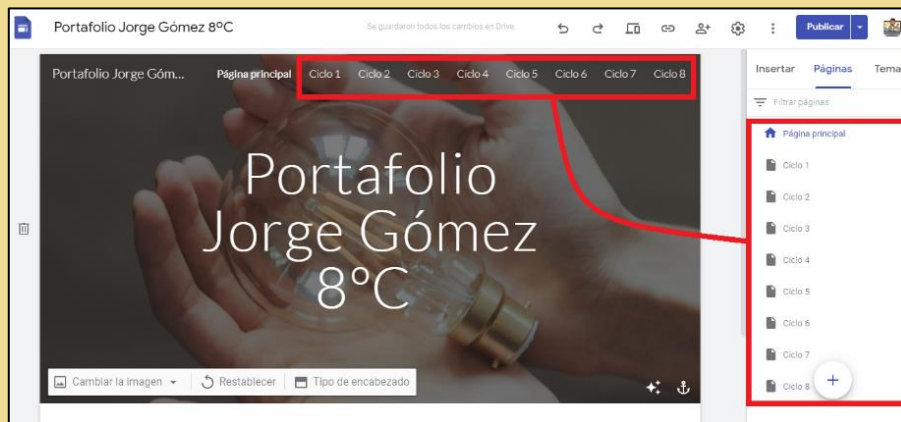 Portafolio Jorge Gómez 8ºC
Se guardaron todos los cambios en Drive.
Publicar
Portafolio Jorge Góm...
Página principal Ciclo 1 Ciclo 2 Ciclo 3 Ciclo 4 Ciclo 5 Ciclo 6 Ciclo 7 Ciclo 8
Portafolio
Jorge Gómez
8ºC
Cambiar la imagen Restablecer Tipo de encabezado
Insertar Páginas Tema
Filtrar páginas
Página principal
Ciclo 1
Ciclo 2
Ciclo 3
Ciclo 4
Ciclo 5
Ciclo 6
Ciclo 7
Ciclo 8